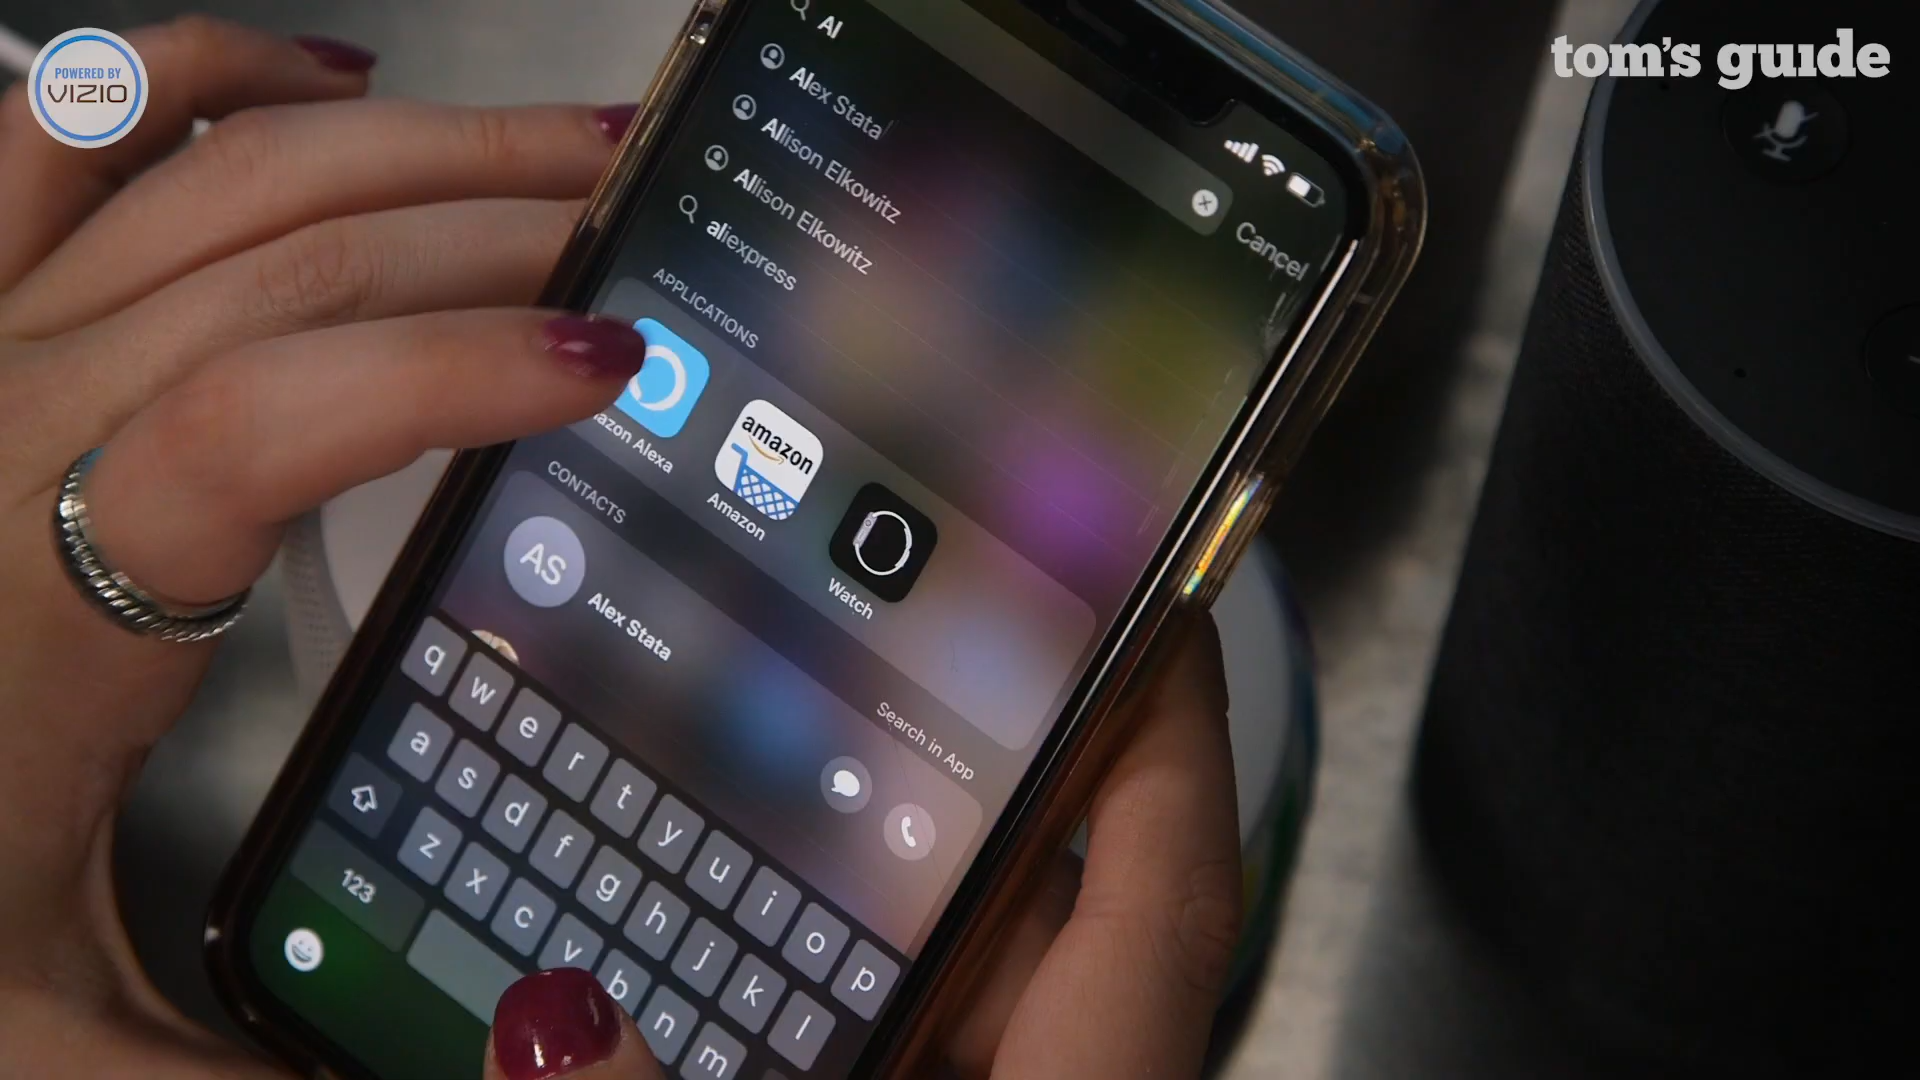 POWERED BY
VIZIO
tom's guide
Al
Alex Stata
Allison Elkowitz
Allison Elkowitz
aliexpress
Cancel
APPLICATIONS
azon Alexa
amazon
Amazon
Watch
CONTACTS
AS
Alex Stata
Search in App
q w e r t y u i o p
a s d f g h j k l
z x c v b n m
123